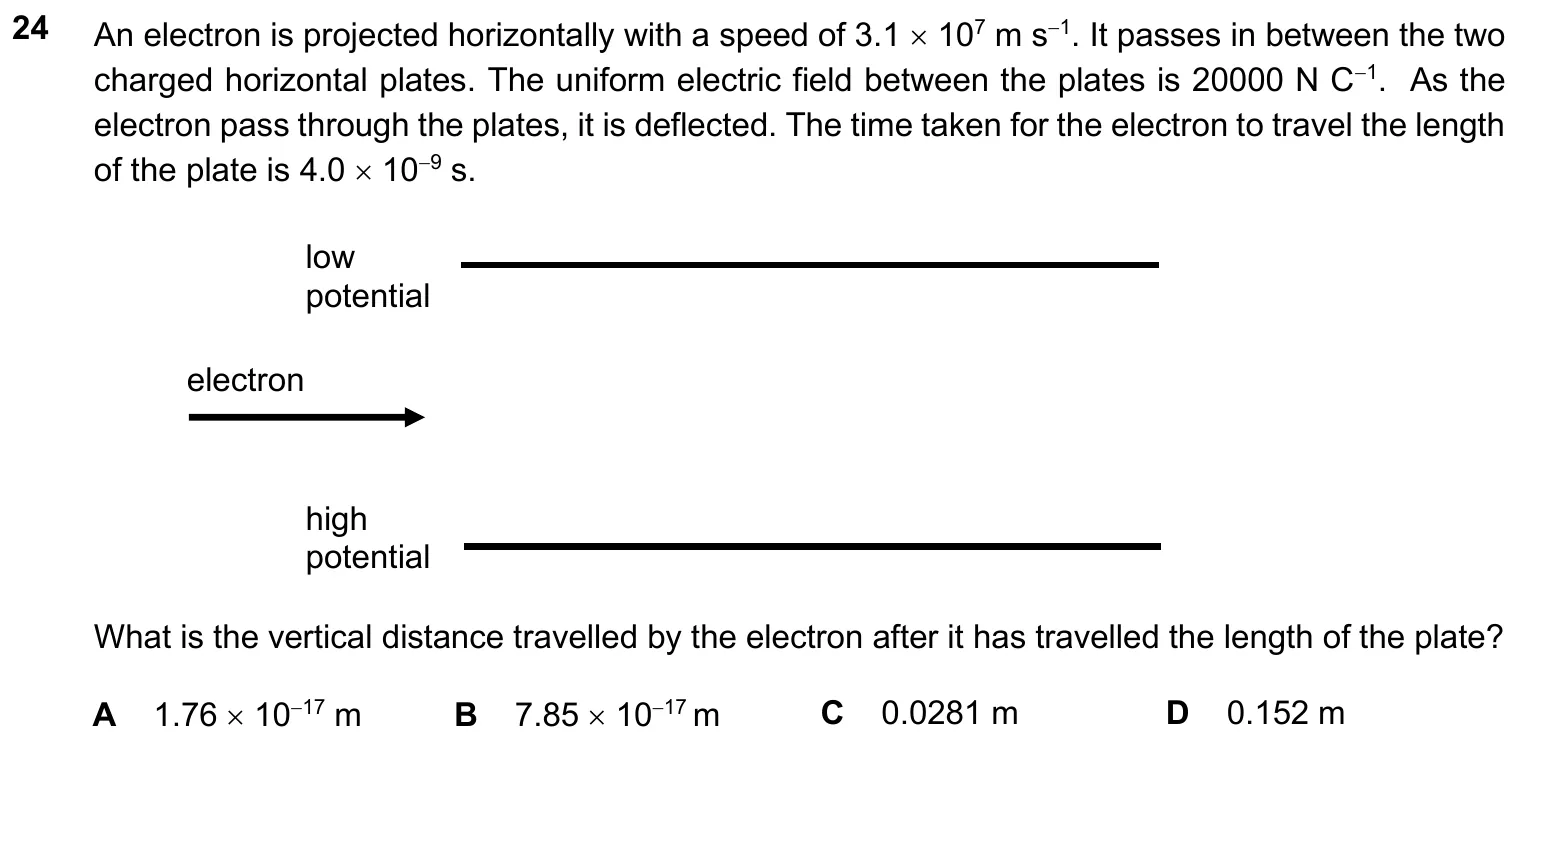 24 An electron is projected horizontally with a speed of 3.1 × 10⁷ m s⁻¹. It passes in between the two
charged horizontal plates. The uniform electric field between the plates is 20000 N C⁻¹. As the
electron pass through the plates, it is deflected. The time taken for the electron to travel the length
of the plate is 4.0 × 10⁻⁹ s.
low
potential
electron
high
potential
What is the vertical distance travelled by the electron after it has travelled the length of the plate?
A 1.76 × 10⁻¹⁷ m B 7.85 × 10⁻¹⁷ m C 0.0281 m D 0.152 m